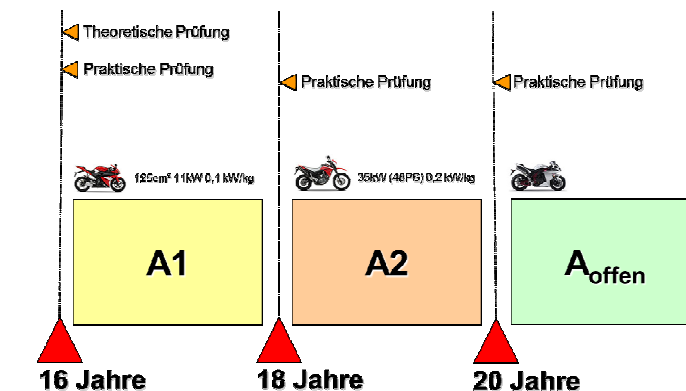 Theoretische Prüfung
Praktische Prüfung
Praktische Prüfung
Praktische Prüfung
125cm³ 11kW 0,1 kW/kg
35kW (48PS) 0,2 kW/kg
A1
A2
A offen
16 Jahre
18 Jahre
20 Jahre